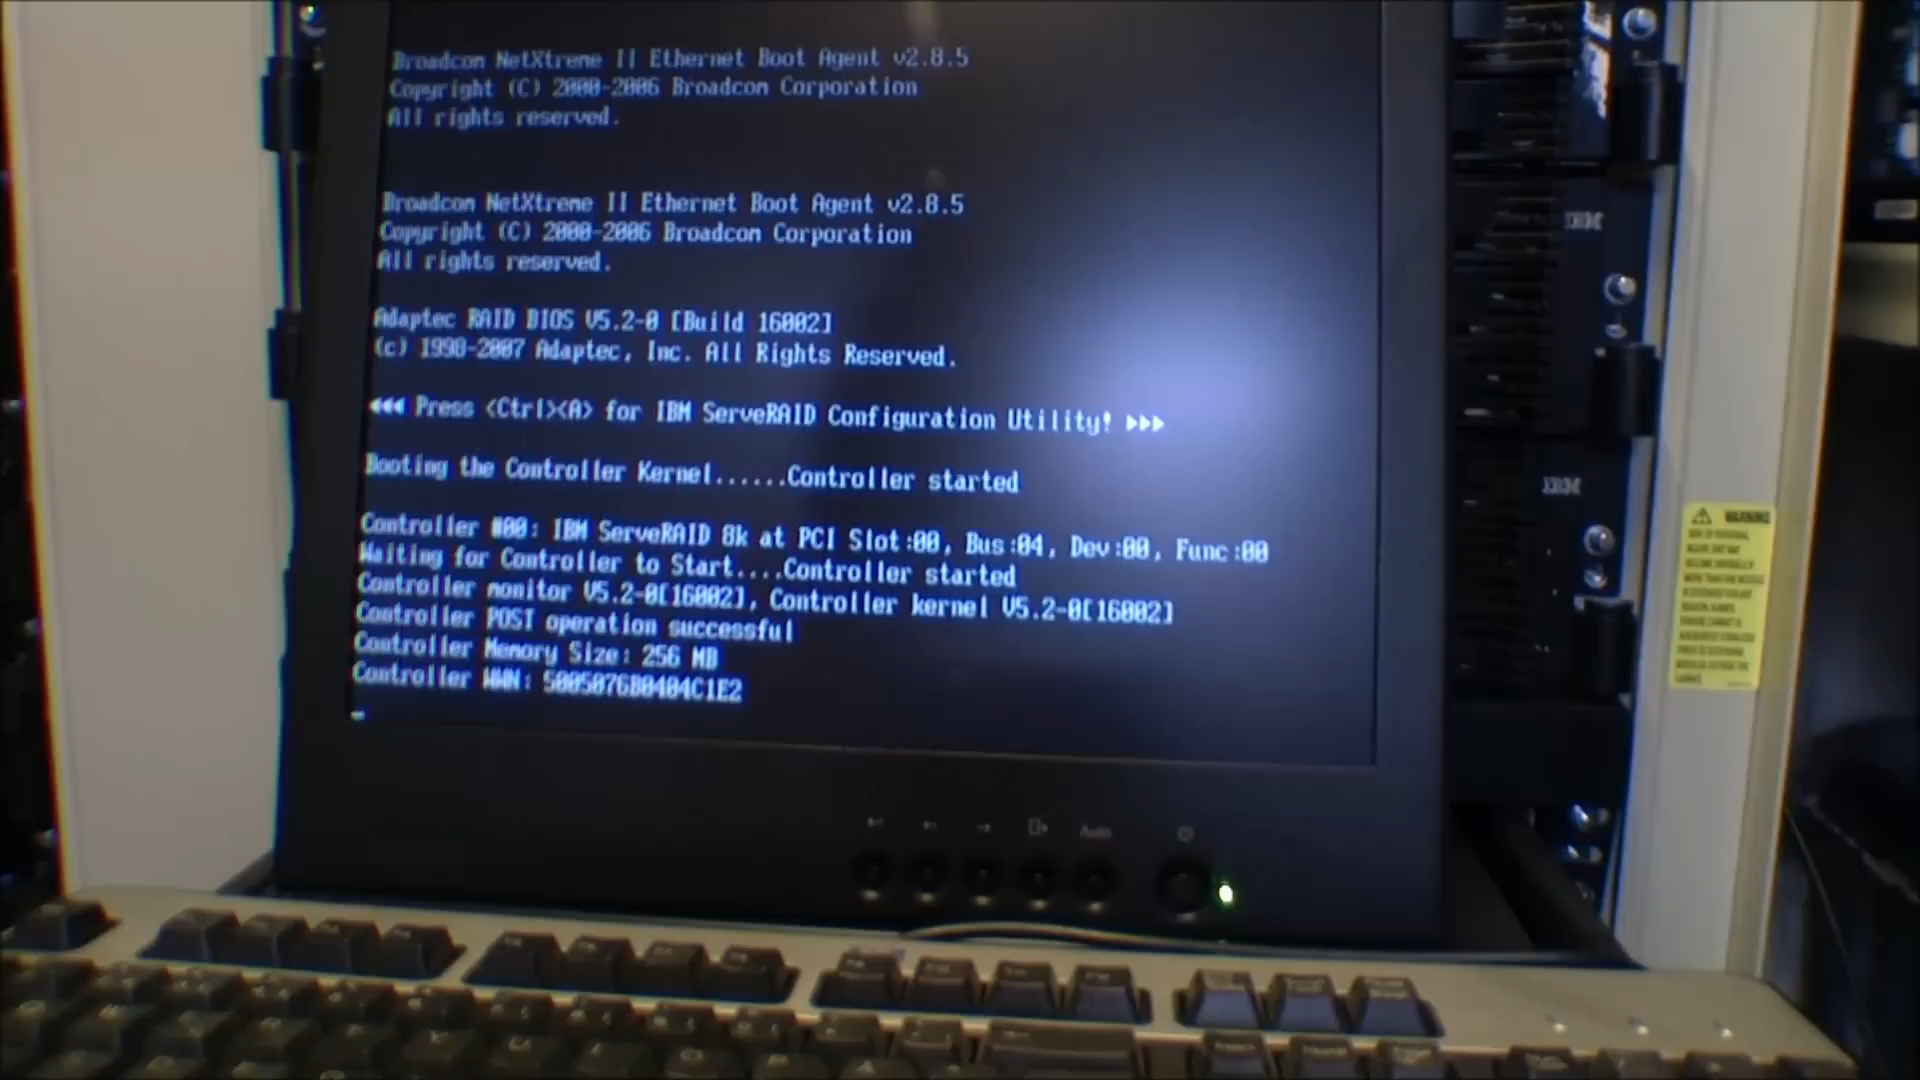 Broadcom NetXtreme II Ethernet Boot Agent v2.8.5
Copyright (C) 2000-2006 Broadcom Corporation
All rights reserved.
Broadcom NetXtreme II Ethernet Boot Agent v2.8.5
Copyright (C) 2000-2006 Broadcom Corporation
All rights reserved.
Adaptec RAID BIOS V5.2-0 [Build 16002]
(c) 1998-2007 Adaptec, Inc. All Rights Reserved.
◄◄◄ Press <Ctrl><A> for IBM ServeRAID Configuration Utility! ►►►
Booting the Controller Kernel......Controller started
Controller #00: IBM ServeRAID 8k at PCI Slot:00, Bus:04, Dev:00, Func:00
Waiting for Controller to Start....Controller started
Controller monitor V5.2-0[16002], Controller kernel V5.2-0[16002]
Controller POST operation successful
Controller Memory Size: 256 MB
Controller WWN: 5005076B0404C1E2
Auto
IBM
IBM
WARNING